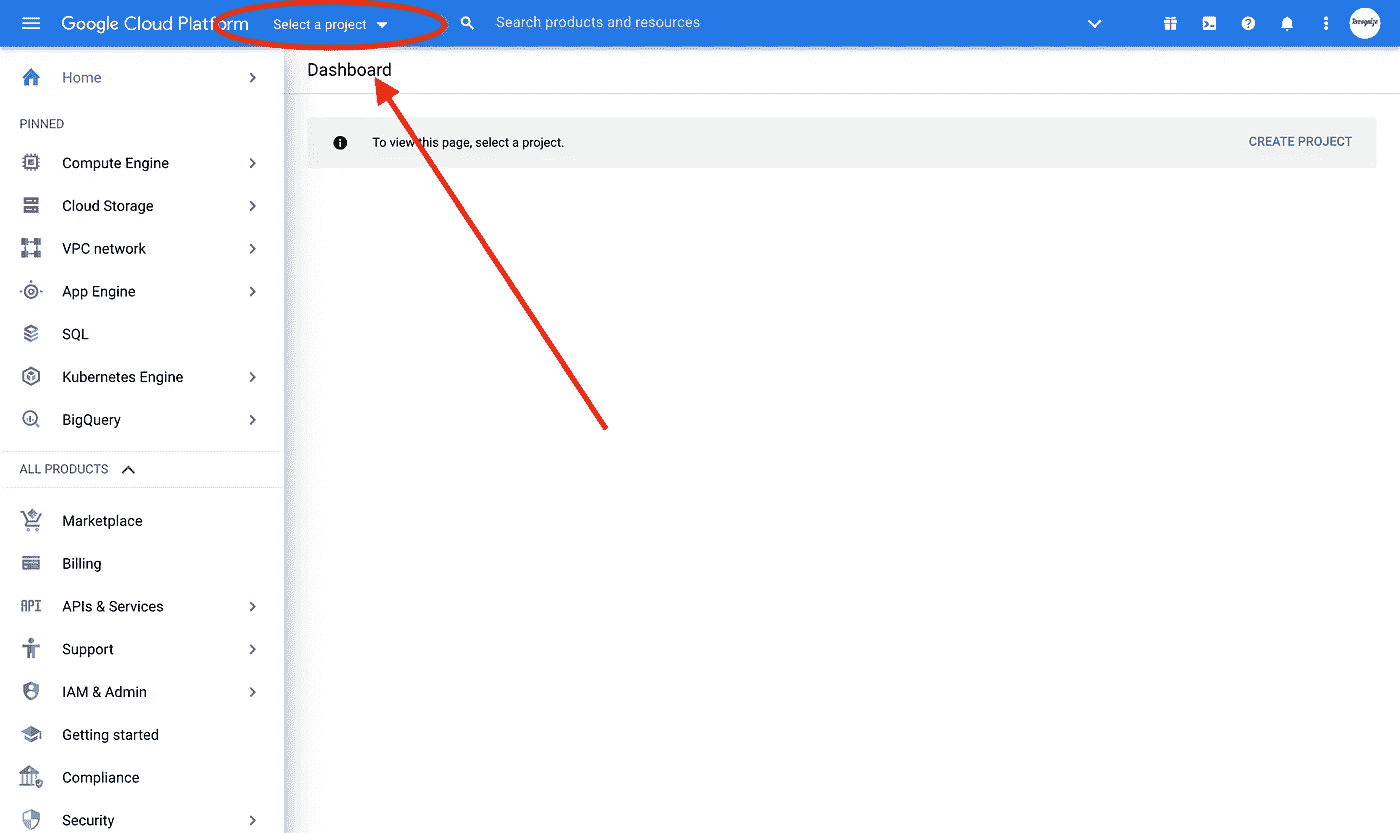 Google Cloud Platform Select a project Search products and resources Recognize
Home
Dashboard
PINNED
To view this page, select a project. CREATE PROJECT
Compute Engine
Cloud Storage
VPC network
App Engine
SQL
Kubernetes Engine
BigQuery
ALL PRODUCTS
Marketplace
Billing
API APIs & Services
Support
IAM & Admin
Getting started
Compliance
Security